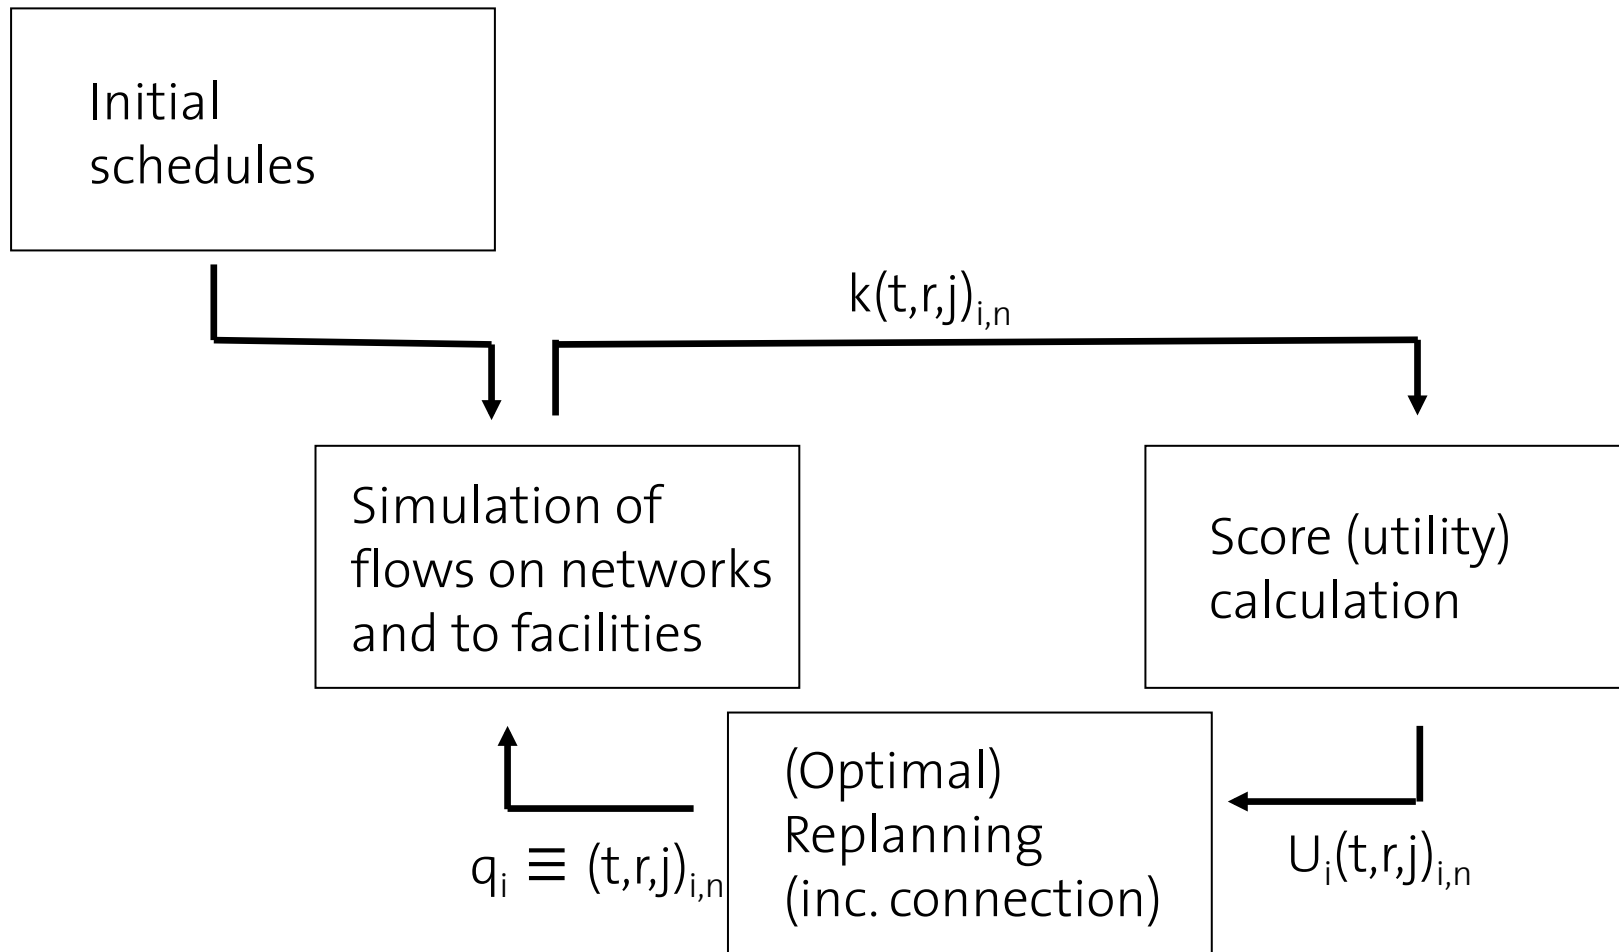 Initial
schedules
k(t,r,j)i,n
Simulation of
flows on networks
and to facilities
Score (utility)
calculation
(Optimal)
Replanning
(inc. connection)
qi ≡ (t,r,j)i,n
Ui(t,r,j)i,n